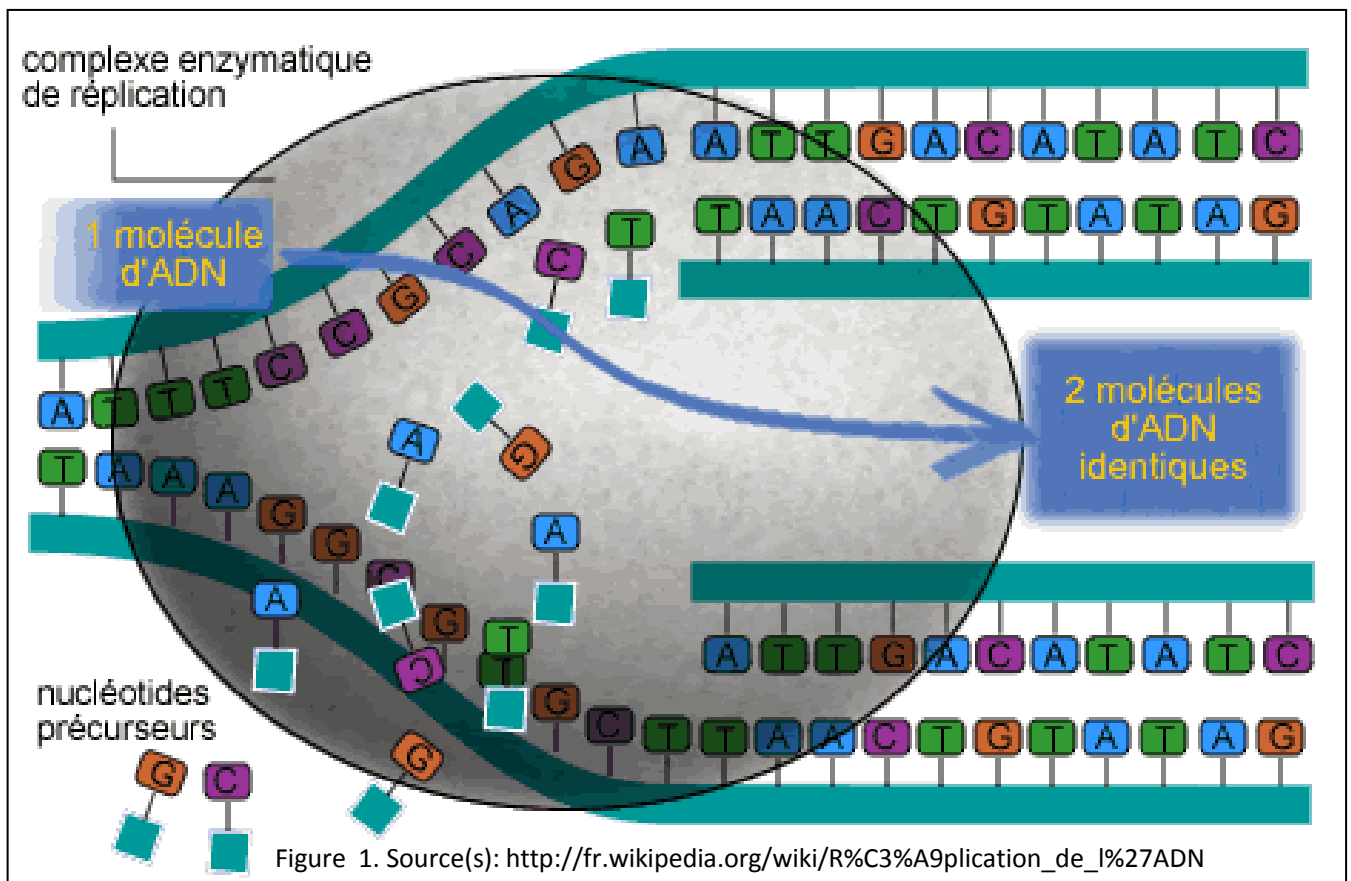 complexe enzymatique
de réplication
1 molécule
d'ADN
A T T T C C G C A G A A T T G A C A T A T C
C T
T A A C T G T A T A G
2 molécules
d'ADN
identiques
A G
A
A T T G A C A T A T C
T A A A G G C G T G C T T A A C T G T A T A G
A C T
nucléotides
précurseurs
G C G
Figure 1. Source(s): http://fr.wikipedia.org/wiki/R%C3%A9plication_de_l%27ADN